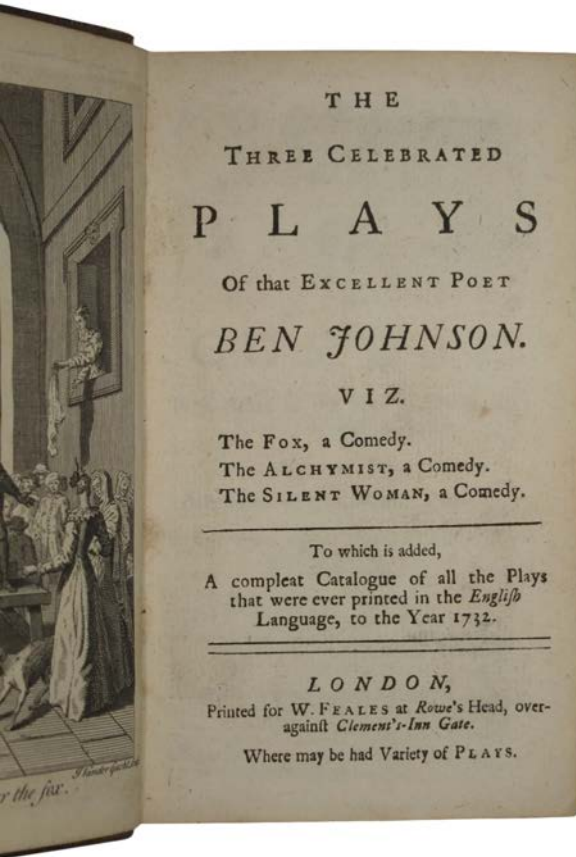 THE
THREE CELEBRATED
PLAYS
Of that EXCELLENT POET
BEN JOHNSON.
VIZ.
The Fox, a Comedy.
The ALCHYMIST, a Comedy.
The SILENT WOMAN, a Comedy.
To which is added,
A compleat Catalogue of all the Plays
that were ever printed in the Engliſh
Language, to the Year 1732.
LONDON,
Printed for W. FEALES at Rowe's Head, over-
againſt Clement's-Inn Gate.
Where may be had Variety of PLAYS.
the fox.